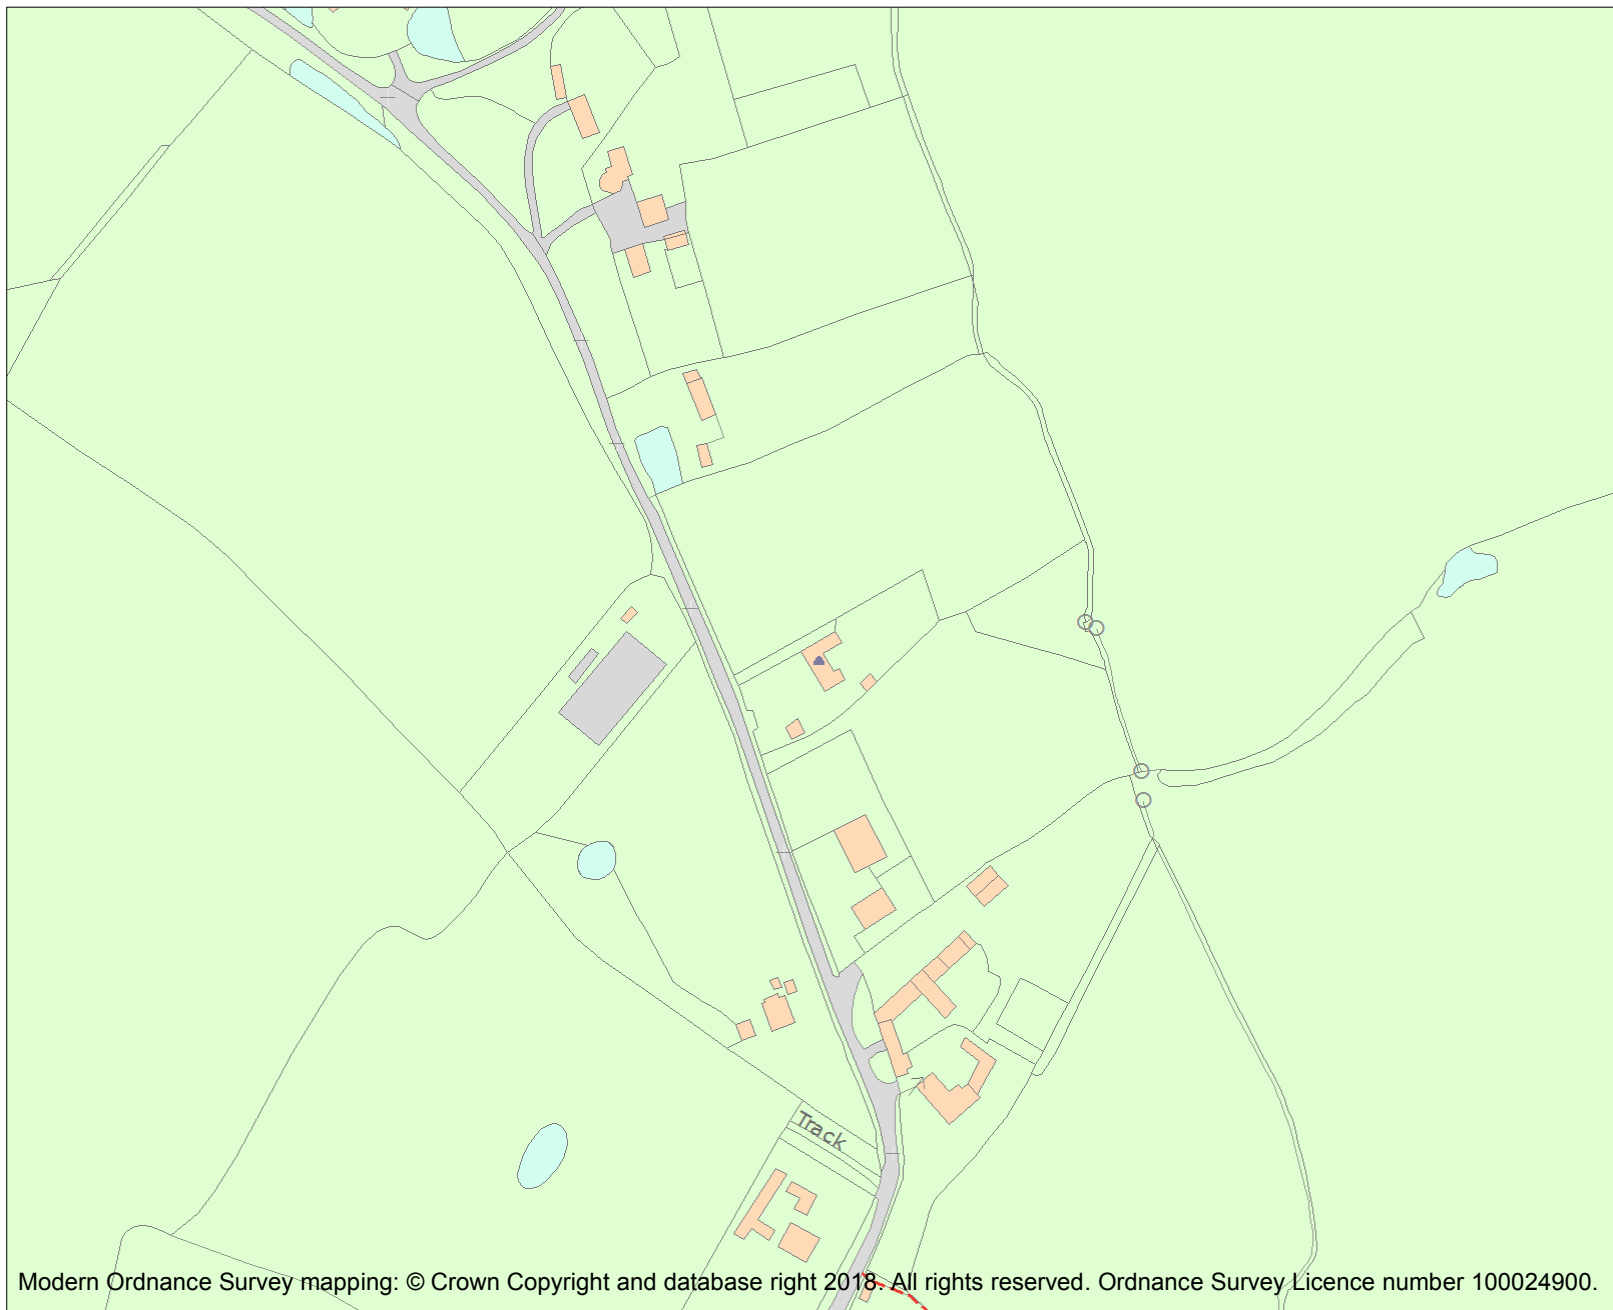 Track
Modern Ordnance Survey mapping: © Crown Copyright and database right 2018. All rights reserved. Ordnance Survey Licence number 100024900.